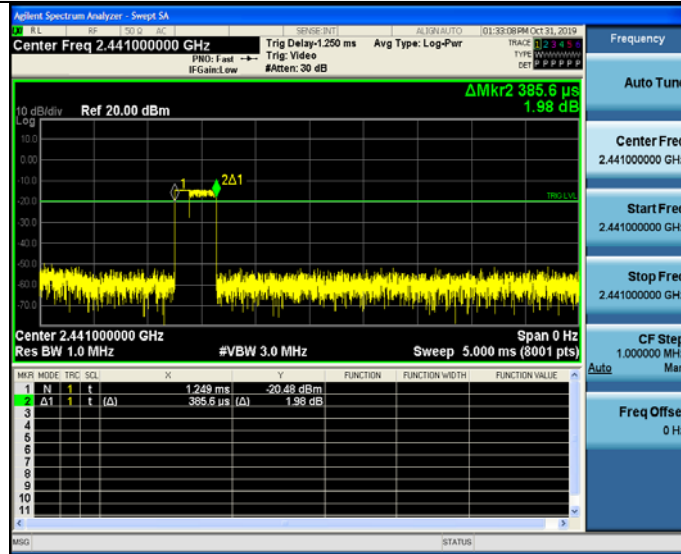 Agilent Spectrum Analyzer - Swept SA
RL RF 50 Ω AC SENSE:INT ALIGNAUTO 01:33:08PM Oct 31, 2019
Center Freq 2.441000000 GHz Trig Delay-1.250 ms Avg Type: Log-Pwr TRACE 1 2 3 4 5 6
PNO: Fast Trig: Video TYPE WWWWWW
IFGain:Low #Atten: 30 dB DET P P P P P P
ΔMkr2 385.6 µs
1.98 dB
10 dB/div Ref 20.00 dBm
Log
10.0
0.00
-10.0
1 2Δ1
-20.0 TRIG LVL
-30.0
-40.0
-50.0
-60.0
-70.0
Center 2.441000000 GHz Span 0 Hz
Res BW 1.0 MHz #VBW 3.0 MHz Sweep 5.000 ms (8001 pts)
MKR MODE TRC SCL X Y FUNCTION FUNCTION WIDTH FUNCTION VALUE
1 N 1 t 1.249 ms -20.48 dBm
2 Δ1 1 t (Δ) 385.6 µs (Δ) 1.98 dB
3
4
5
6
7
8
9
10
11
MSG STATUS
Frequency
Auto Tune
Center Freq
2.441000000 GHz
Start Freq
2.441000000 GHz
Stop Freq
2.441000000 GHz
CF Step
1.000000 MHz
Auto Man
Freq Offset
0 Hz